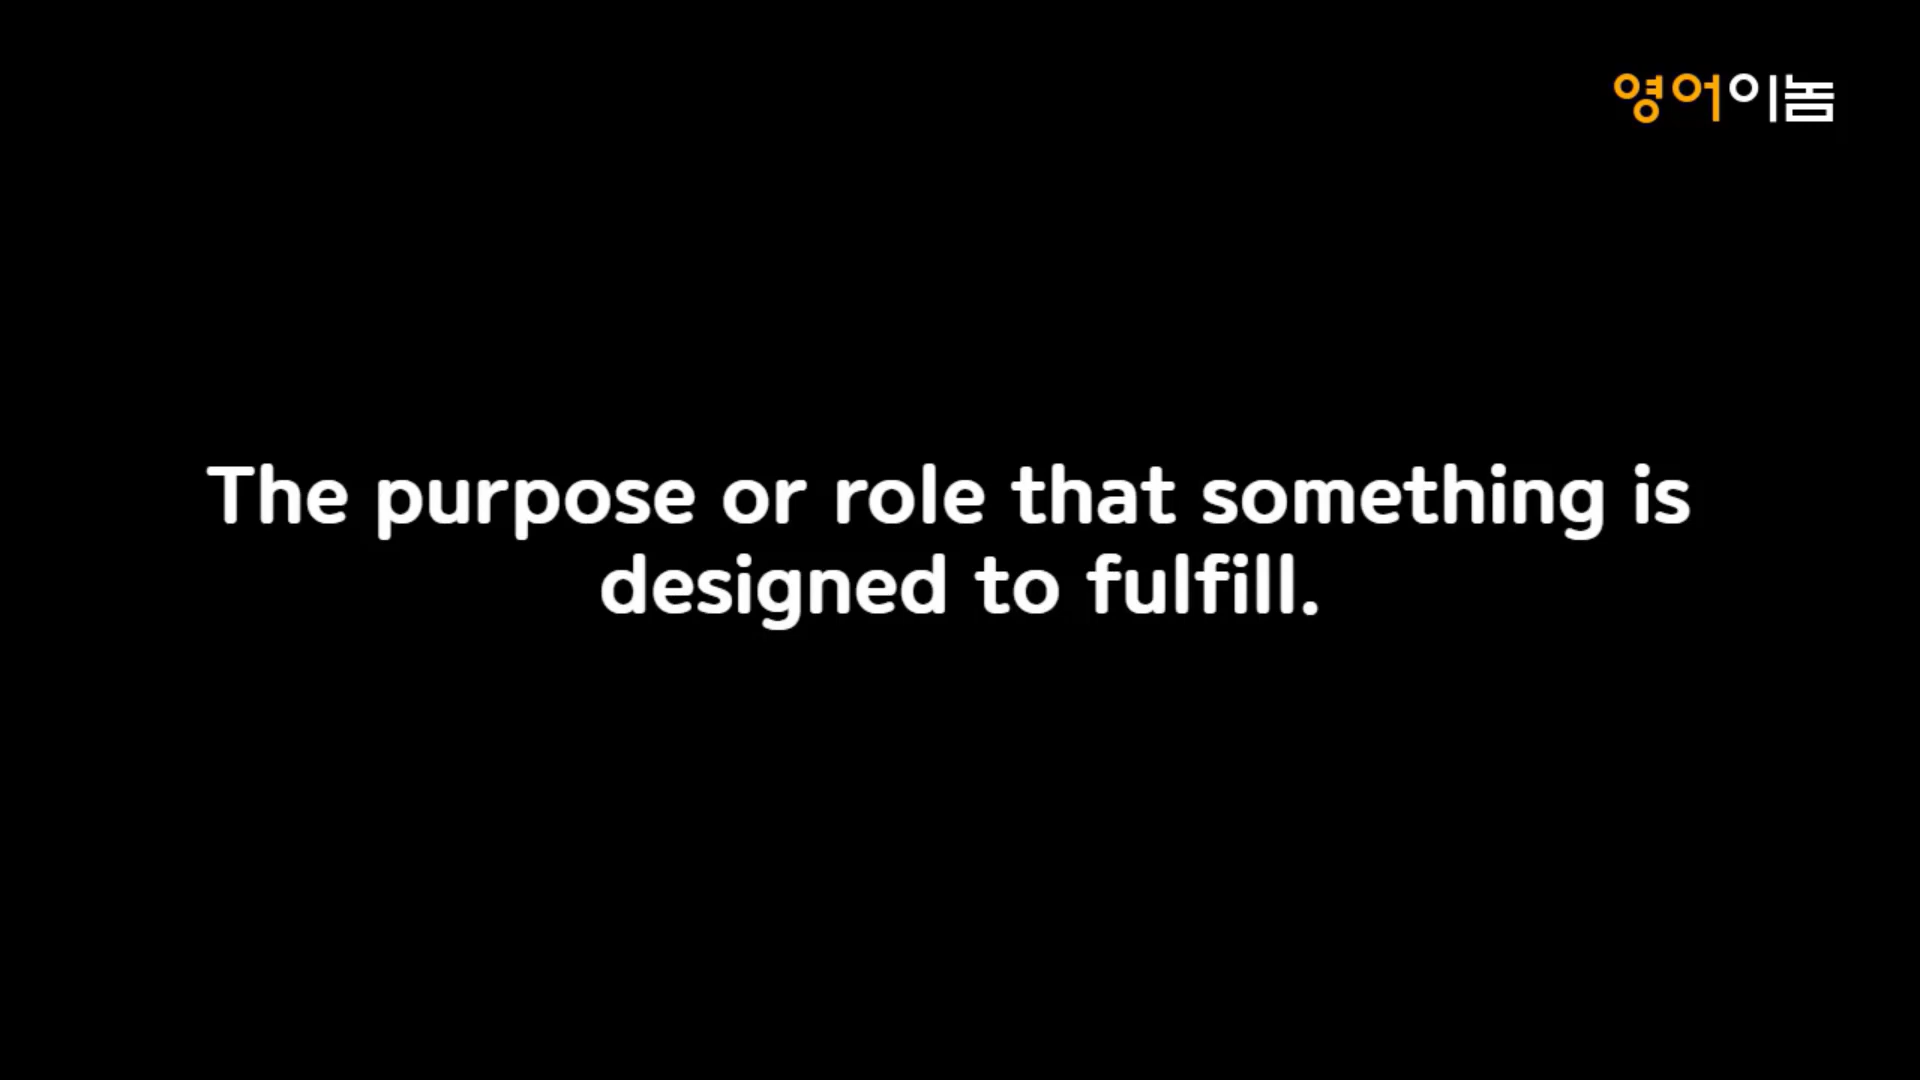 영어이놈
The purpose or role that something is
designed to fulfill.